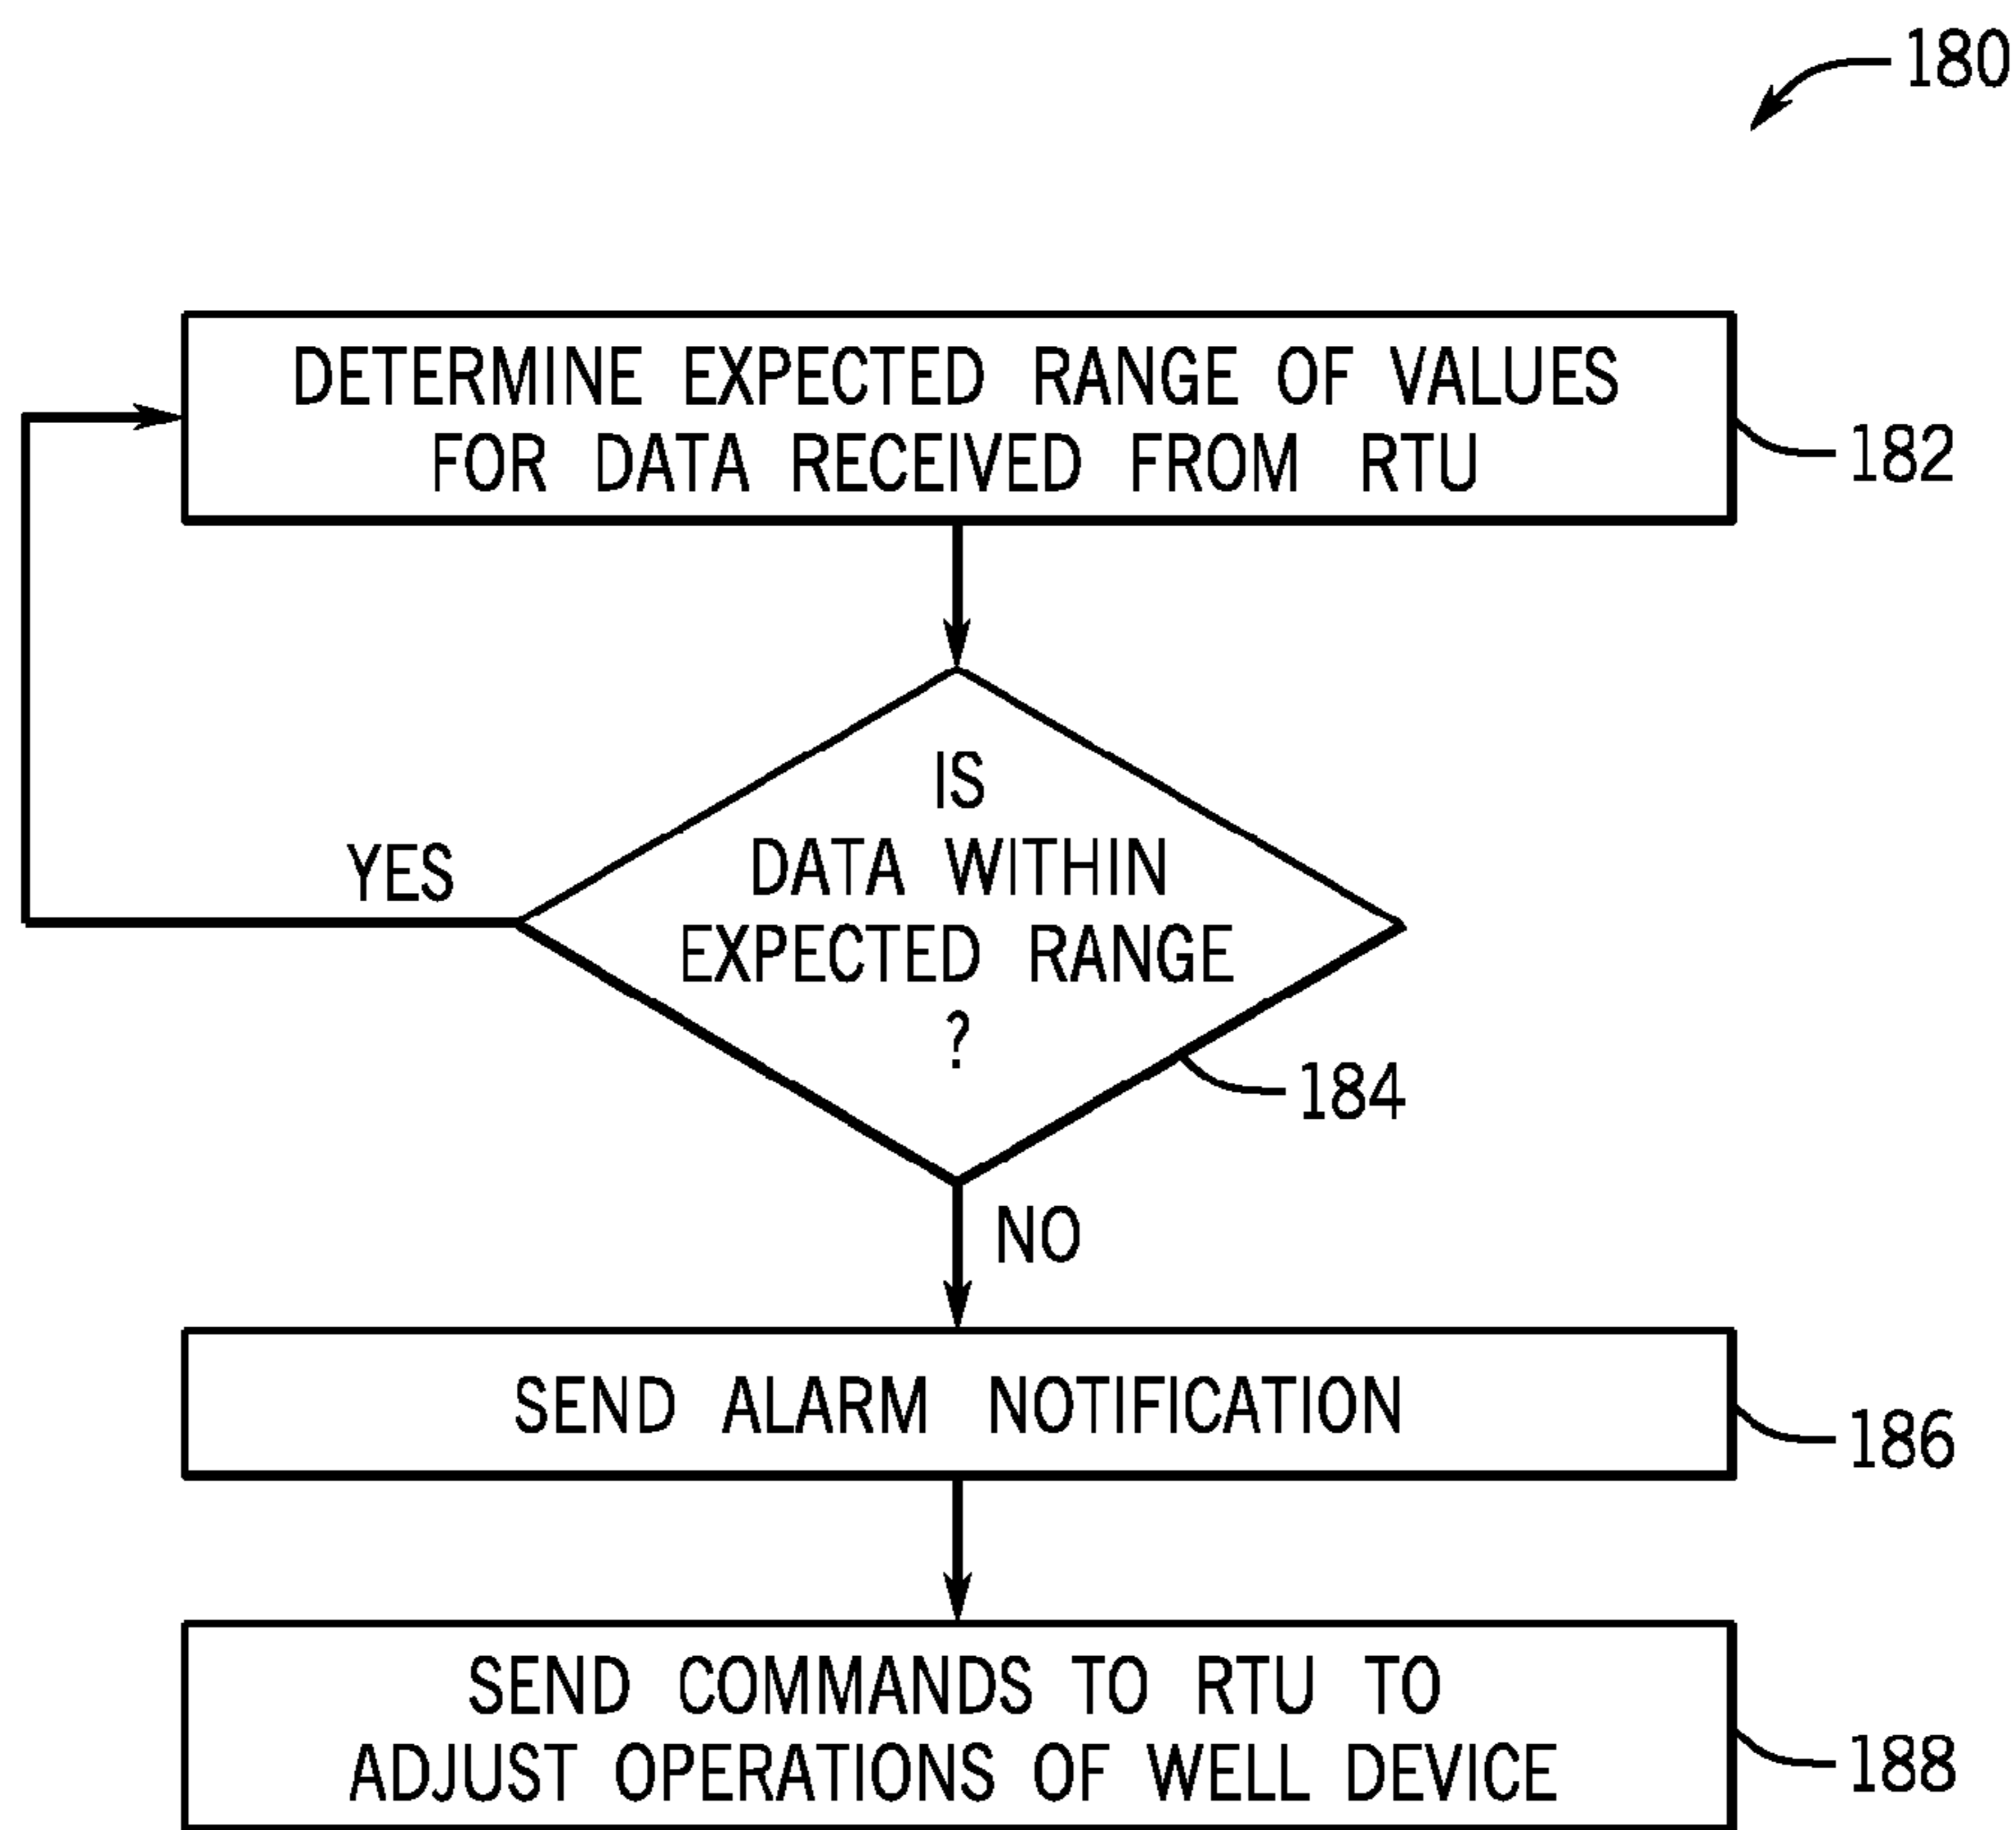 180
DETERMINE EXPECTED RANGE OF VALUES
FOR DATA RECEIVED FROM RTU
182
IS
DATA WITHIN
EXPECTED RANGE
?
YES
184
NO
SEND ALARM NOTIFICATION
186
SEND COMMANDS TO RTU TO
ADJUST OPERATIONS OF WELL DEVICE
188